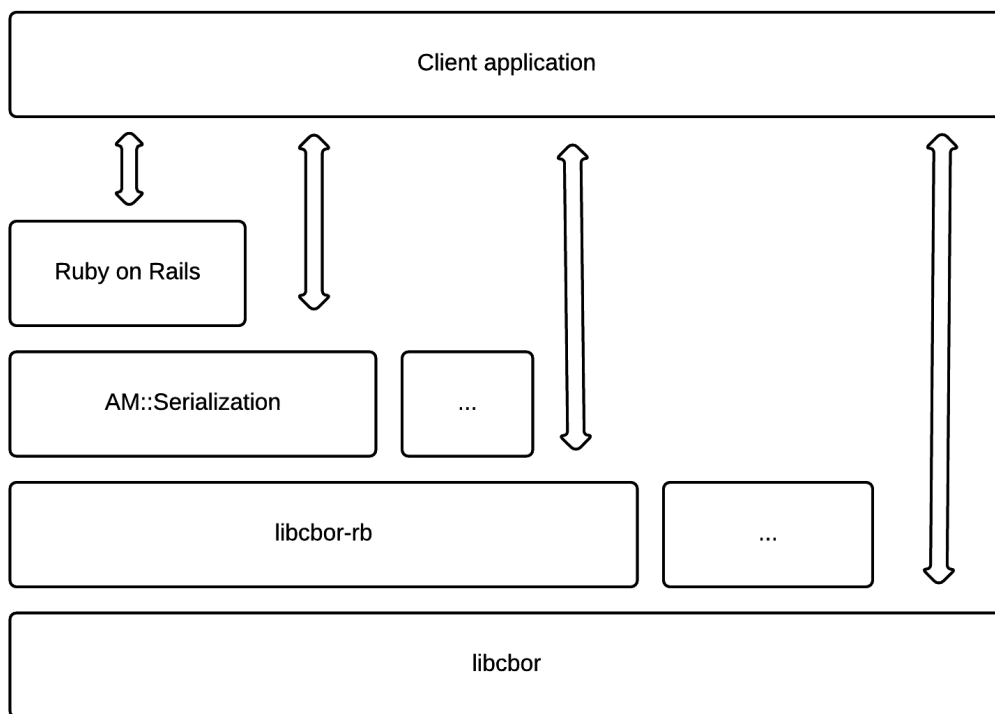 Client application
Ruby on Rails
AM::Serialization
...
libcbor-rb
...
libcbor